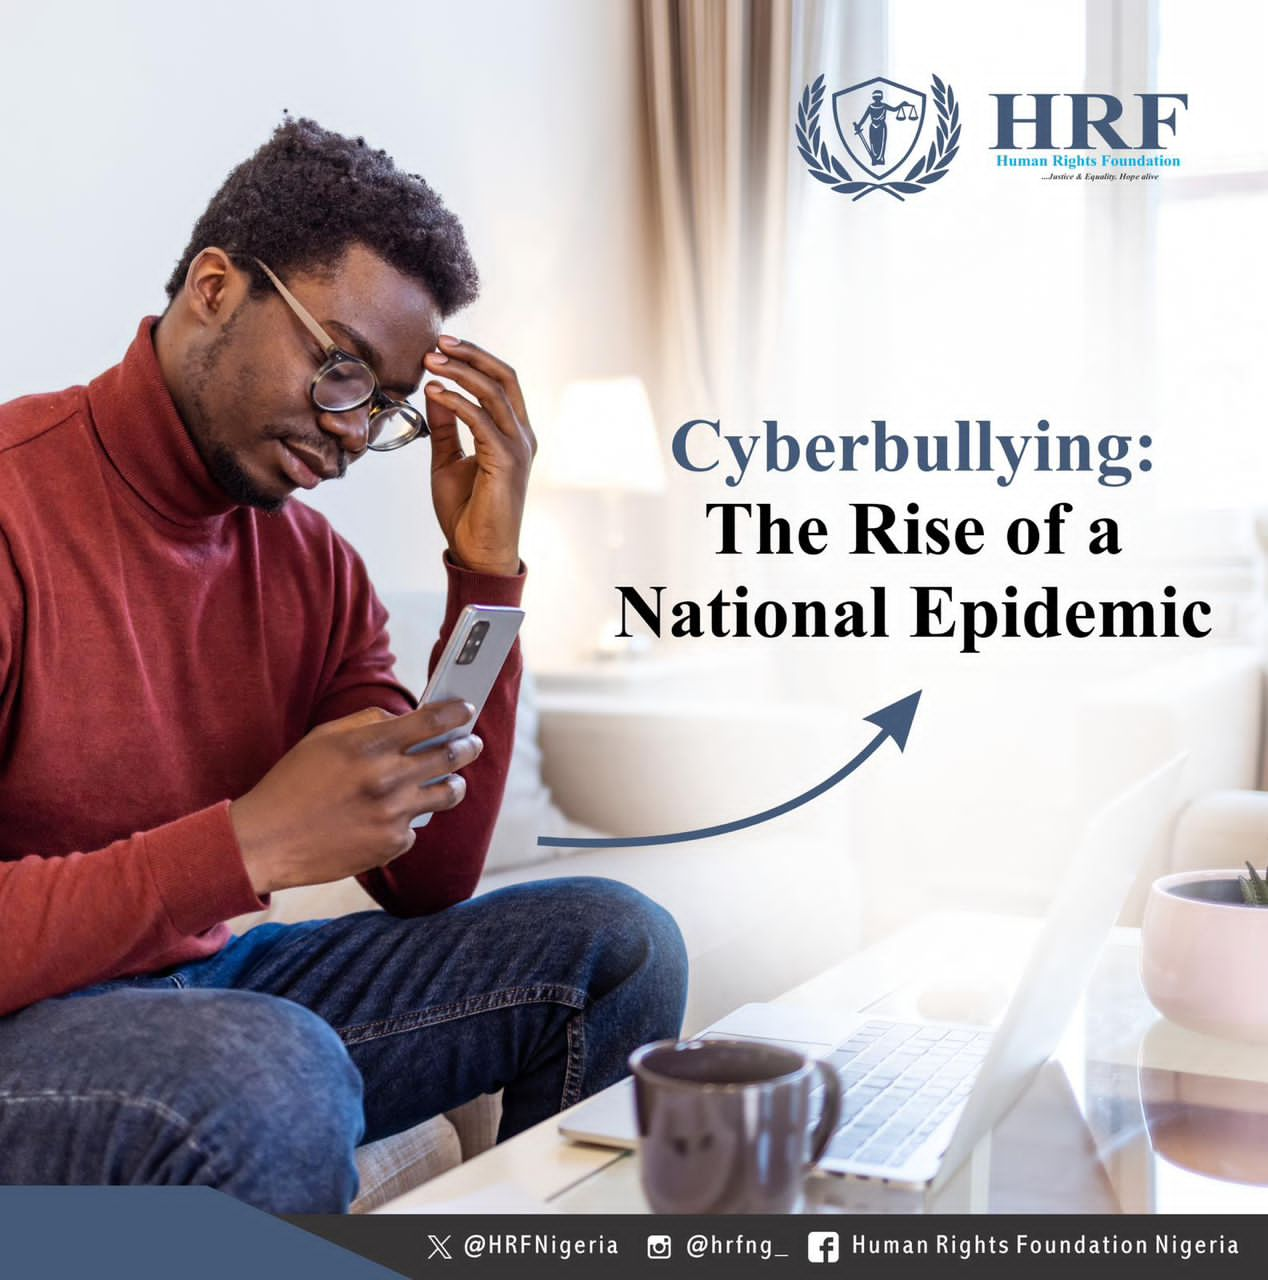 HRF
Human Rights Foundation
...Justice & Equality. Hope alive
Cyberbullying:
The Rise of a
National Epidemic
@HRFNigeria @hrfng_ Human Rights Foundation Nigeria